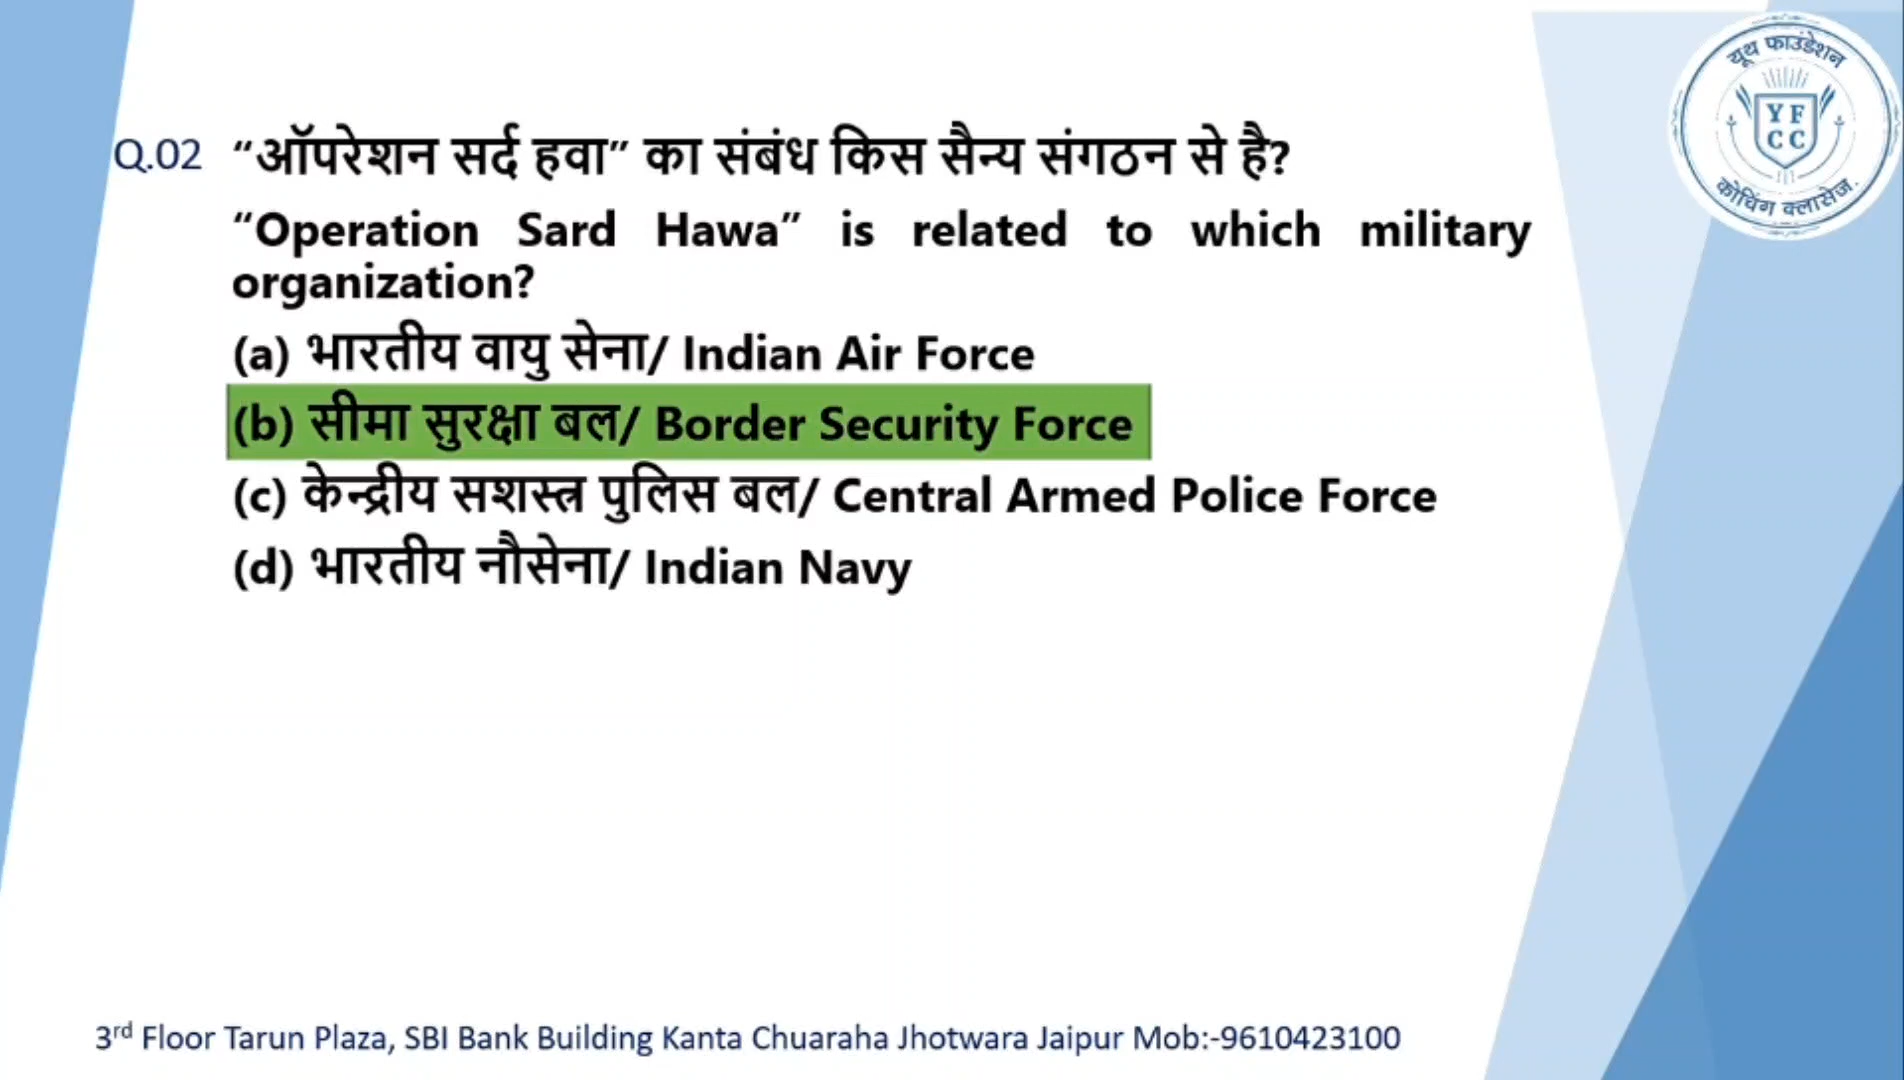 यूथ फाउंडेशन
Y F
C C
कोचिंग क्लासेज
Q.02 “ऑपरेशन सर्द हवा” का संबंध किस सैन्य संगठन से है?
“Operation Sard Hawa” is related to which military
organization?
(a) भारतीय वायु सेना/ Indian Air Force
(b) सीमा सुरक्षा बल/ Border Security Force
(c) केन्द्रीय सशस्त्र पुलिस बल/ Central Armed Police Force
(d) भारतीय नौसेना/ Indian Navy
3rd Floor Tarun Plaza, SBI Bank Building Kanta Chuaraha Jhotwara Jaipur Mob:-9610423100